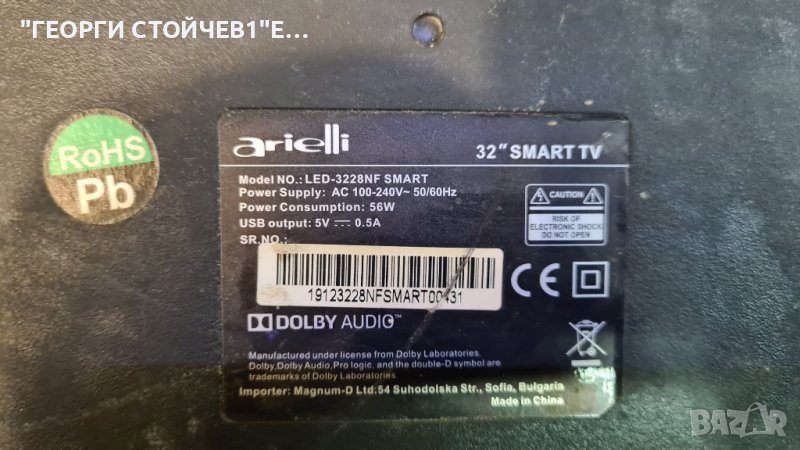 "ГЕОРГИ СТОЙЧЕВ1"Е...
RoHS
Pb
arielli
32" SMART TV
Model NO.: LED-3228NF SMART
Power Supply: AC 100-240V~ 50/60Hz
Power Consumption: 56W
USB output: 5V ⎓ 0.5A
SR.NO.:
CAUTION
RISK OF
ELECTRONIC SHOCK
DO NOT OPEN
19123228NFSMART00431
CE
DOLBY AUDIO™
Manufactured under license from Dolby Laboratories.
Dolby,Dolby Audio,Pro logic, and the double-D symbol are
trademarks of Dolby Laboratories
Importer: Magnum-D Ltd.54 Suhodolska Str., Sofia, Bulgaria
Made in China
BAZAR